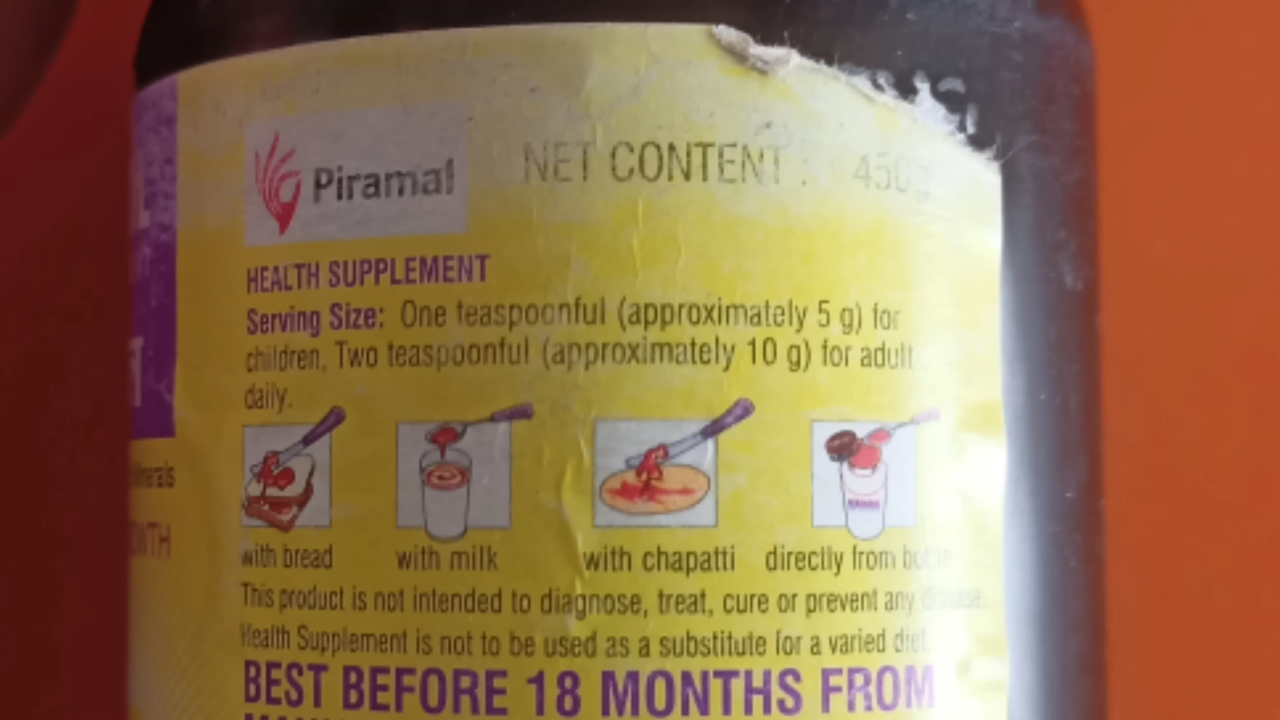 Piramal
NET CONTENT : 450g
HEALTH SUPPLEMENT
Serving Size: One teaspoonful (approximately 5 g) for
children, Two teaspoonful (approximately 10 g) for adult
daily.
with bread with milk with chapatti directly from bottle
This product is not intended to diagnose, treat, cure or prevent any disease.
Health Supplement is not to be used as a substitute for a varied diet.
BEST BEFORE 18 MONTHS FROM